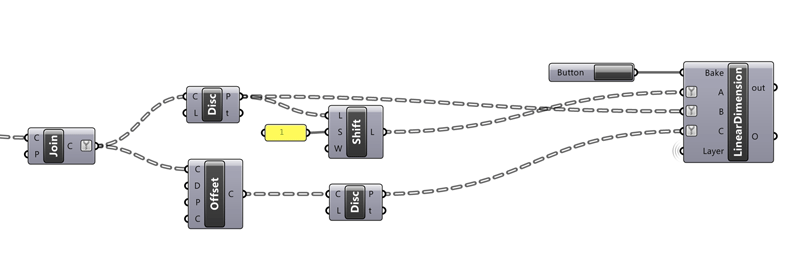 C
P
Join
C
C
L
Disc
P
t
1
L
S
W
Shift
L
C
D
P
C
Offset
C
C
L
Disc
P
t
Button
Bake
A
B
C
Layer
LinearDimension
out
O